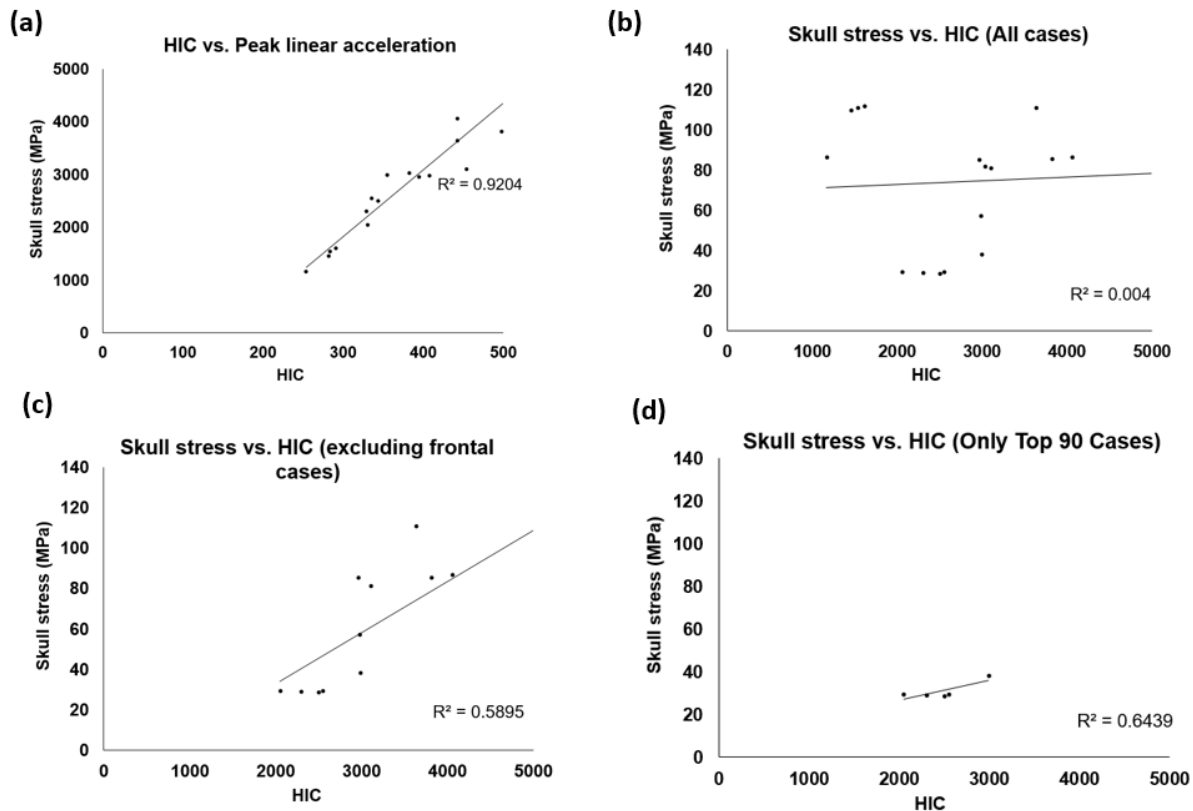 (a)
HIC vs. Peak linear acceleration
Skull stress (MPa)
5000
4000
3000
2000
1000
0
R² = 0.9204
0 100 200 300 400 500
HIC
(b)
Skull stress vs. HIC (All cases)
Skull stress (MPa)
140
120
100
80
60
40
20
0
R² = 0.004
0 1000 2000 3000 4000 5000
HIC
(c)
Skull stress vs. HIC (excluding frontal
cases)
Skull stress (MPa)
140
120
100
80
60
40
20
0
R² = 0.5895
0 1000 2000 3000 4000 5000
HIC
(d)
Skull stress vs. HIC (Only Top 90 Cases)
Skull stress (MPa)
140
120
100
80
60
40
20
0
R² = 0.6439
0 1000 2000 3000 4000 5000
HIC